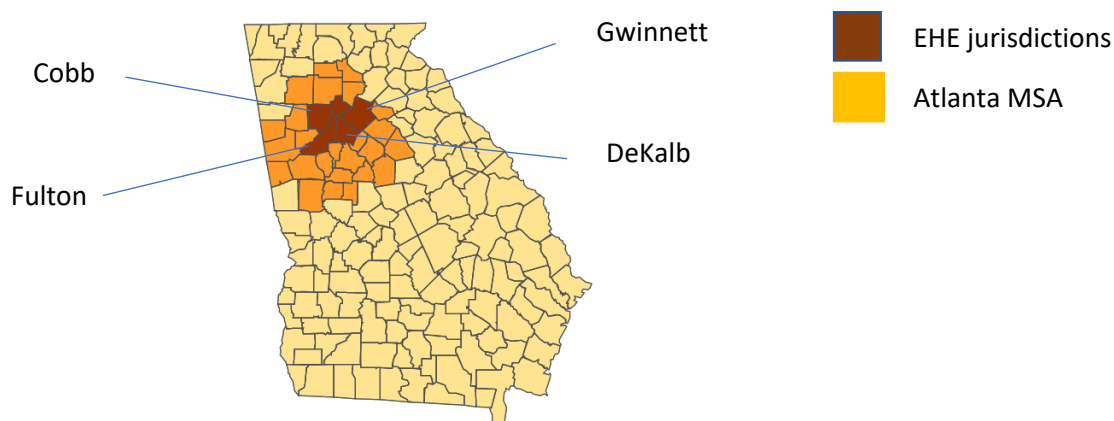 Gwinnett
EHE jurisdictions
Cobb
Atlanta MSA
DeKalb
Fulton